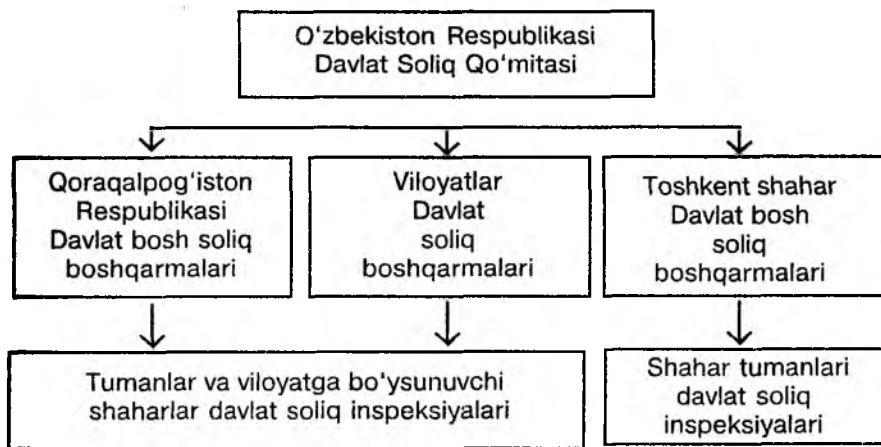 O‘zbekiston Respublikasi
Davlat Soliq Qo‘mitasi
Qoraqalpog‘iston
Respublikasi
Davlat bosh soliq
boshqarmalari
Viloyatlar
Davlat
soliq
boshqarmalari
Toshkent shahar
Davlat bosh
soliq
boshqarmalari
Tumanlar va viloyatga bo‘ysunuvchi
shaharlar davlat soliq inspeksiyalari
Shahar tumanlari
davlat soliq
inspeksiyalari